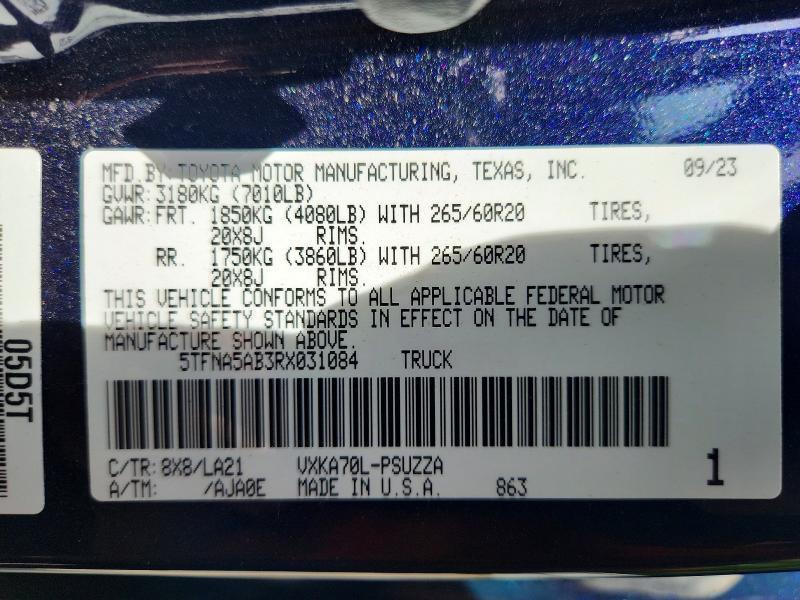 MFD.BY:TOYOTA MOTOR MANUFACTURING, TEXAS, INC. 09/23
GVWR:3180KG (7010LB)
GAWR:FRT. 1850KG (4080LB) WITH 265/60R20 TIRES,
20X8J RIMS.
RR. 1750KG (3860LB) WITH 265/60R20 TIRES,
20X8J RIMS.
THIS VEHICLE CONFORMS TO ALL APPLICABLE FEDERAL MOTOR
VEHICLE SAFETY STANDARDS IN EFFECT ON THE DATE OF
MANUFACTURE SHOWN ABOVE.
5TFNA5AB3RX031084 TRUCK
C/TR:8X8/LA21 VXKA70L-PSUZZA
A/TM: /AJA0E MADE IN U.S.A. 863
1
05D5T